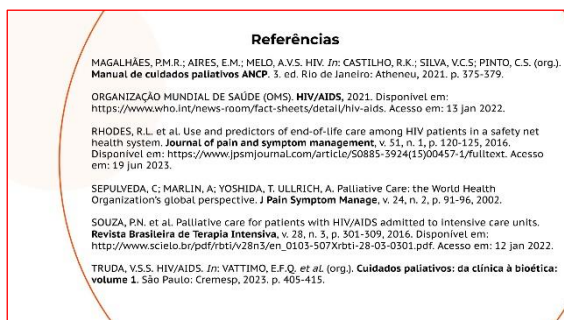 Referências
MAGALHÃES, P.M.R.; AIRES, E.M.; MELO, A.V.S. HIV. In: CASTILHO, R.K.; SILVA, V.C.S; PINTO, C.S. (org.).
Manual de cuidados paliativos ANCP. 3. ed. Rio de Janeiro: Atheneu, 2021. p. 375-379.
ORGANIZAÇÃO MUNDIAL DE SAÚDE (OMS). HIV/AIDS, 2021. Disponível em:
https://www.who.int/news-room/fact-sheets/detail/hiv-aids. Acesso em: 13 jan 2022.
RHODES, R.L. et al. Use and predictors of end-of-life care among HIV patients in a safety net
health system. Journal of pain and symptom management, v. 51, n. 1, p. 120-125, 2016.
Disponível em: https://www.jpsmjournal.com/article/S0885-3924(15)00457-1/fulltext. Acesso
em: 19 jun 2023.
SEPULVEDA, C; MARLIN, A; YOSHIDA, T. ULLRICH, A. Palliative Care: the World Health
Organization's global perspective. J Pain Symptom Manage, v. 24, n. 2, p. 91-96, 2002.
SOUZA, P.N. et al. Palliative care for patients with HIV/AIDS admitted to intensive care units.
Revista Brasileira de Terapia Intensiva, v. 28, n. 3, p. 301-309, 2016. Disponível em:
http://www.scielo.br/pdf/rbti/v28n3/en_0103-507Xrbti-28-03-0301.pdf. Acesso em: 12 jan 2022.
TRUDA, V.S.S. HIV/AIDS. In: VATTIMO, E.F.Q. et al. (org.). Cuidados paliativos: da clínica à bioética:
volume 1. São Paulo: Cremesp, 2023. p. 405-415.